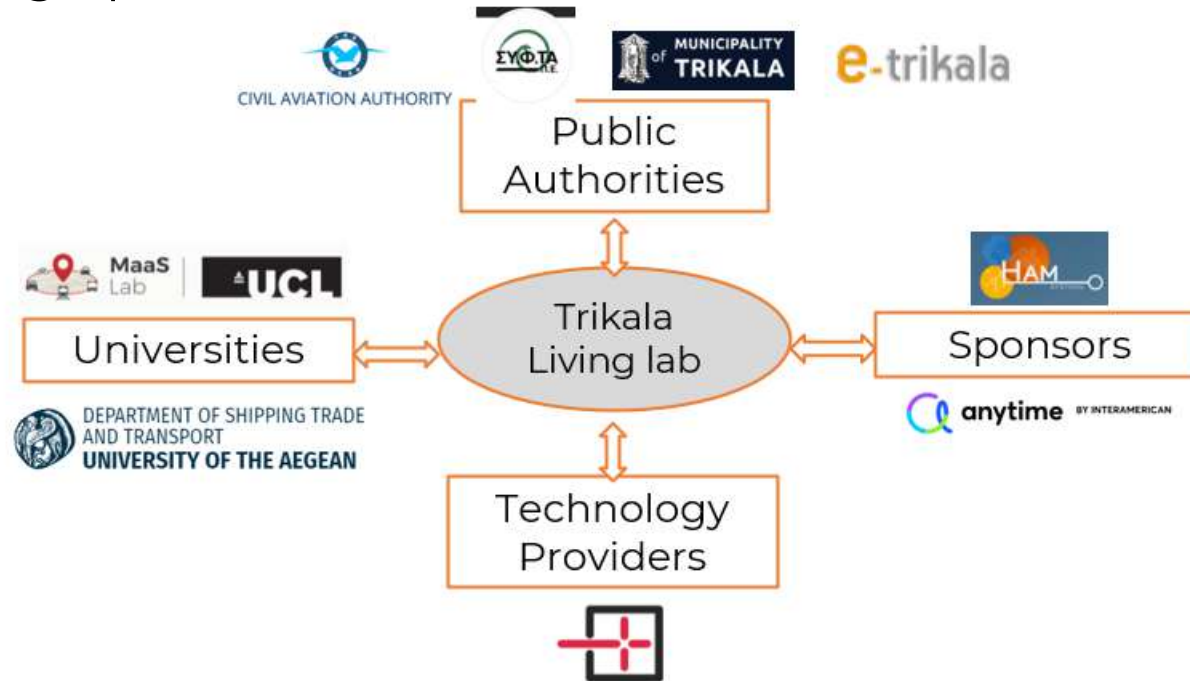 MUNICIPALITY
of TRIKALA
e-trikala
ΣΥΦ.ΤΑ
Π.Ε.
CIVIL AVIATION AUTHORITY
Public
Authorities
MaaS
Lab
UCL
HAM
Trikala
Living lab
Universities
Sponsors
DEPARTMENT OF SHIPPING TRADE
AND TRANSPORT
UNIVERSITY OF THE AEGEAN
anytime BY INTERAMERICAN
Technology
Providers